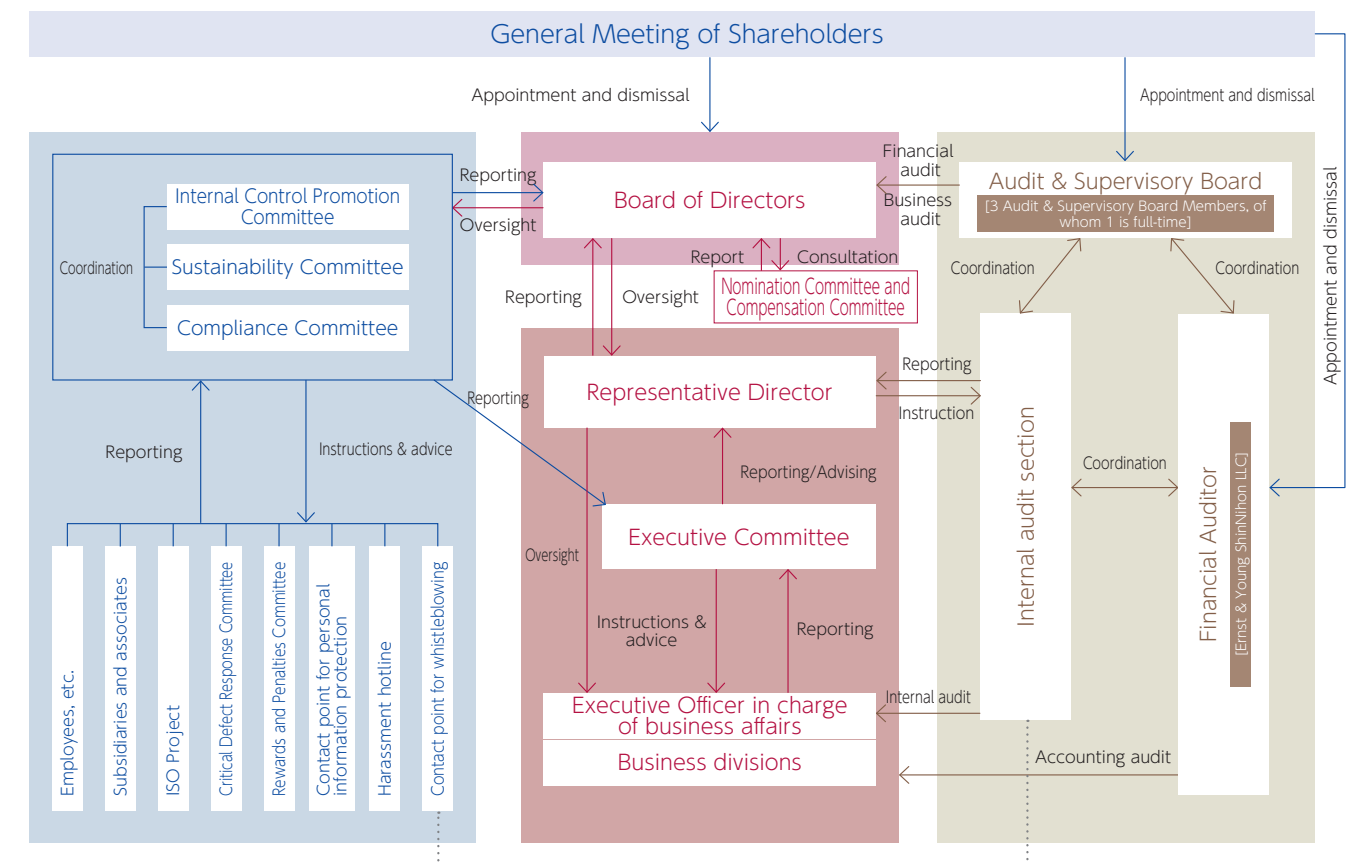 General Meeting of Shareholders
Appointment and dismissal
Appointment and dismissal
Appointment and dismissal
Internal Control Promotion
Committee
Coordination
Sustainability Committee
Compliance Committee
Reporting
Oversight
Board of Directors
Financial
audit
Business
audit
Audit & Supervisory Board
[3 Audit & Supervisory Board Members, of
whom 1 is full-time]
Report
Consultation
Nomination Committee and
Compensation Committee
Reporting
Oversight
Coordination
Coordination
Representative Director
Reporting
Instruction
Reporting
Reporting/Advising
Executive Committee
Oversight
Instructions &
advice
Reporting
Executive Officer in charge
of business affairs
Business divisions
Internal audit
Accounting audit
Internal audit section
Coordination
Financial Auditor
[Ernst & Young ShinNihon LLC]
Reporting
Instructions & advice
Employees, etc.
Subsidiaries and associates
ISO Project
Critical Defect Response Committee
Rewards and Penalties Committee
Contact point for personal
information protection
Harassment hotline
Contact point for whistleblowing